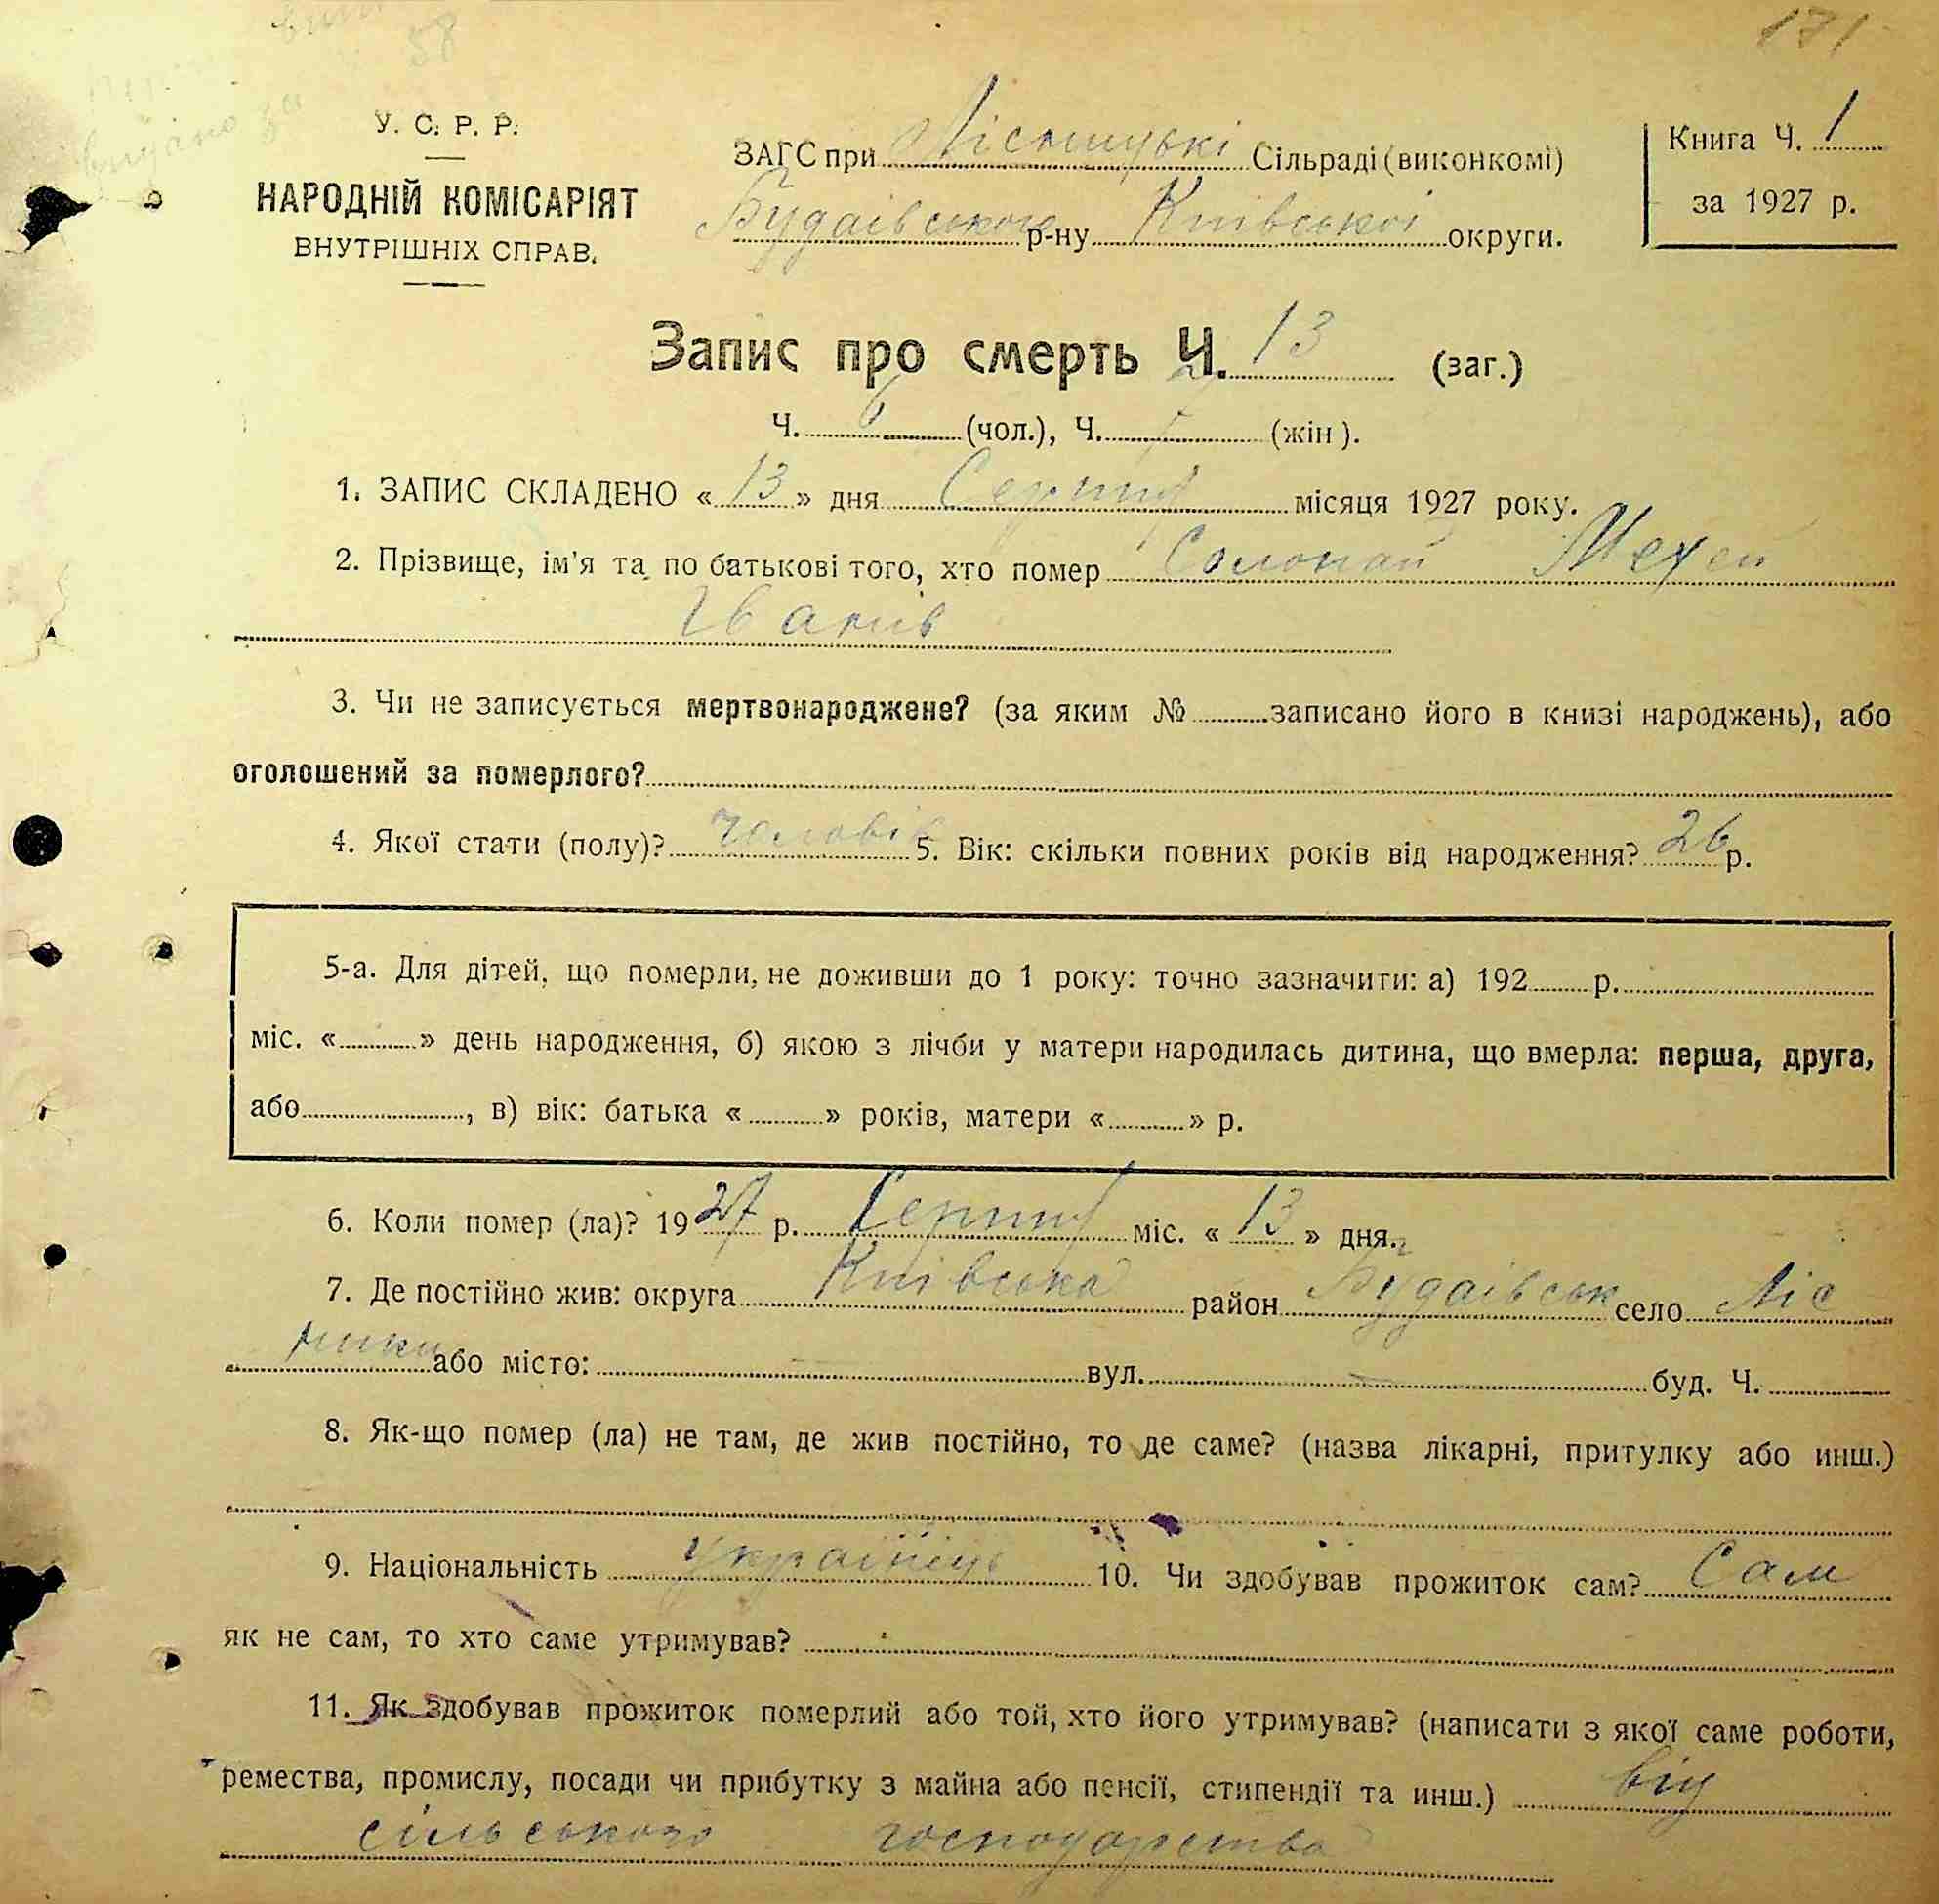 171
58
видано за
У. С. Р. Р.
НАРОДНІЙ КОМІСАРІЯТ
ВНУТРІШНІХ СПРАВ.
ЗАГС при Лісницькі Сільраді (виконкомі)
Будаівського р-ну Київської округи.
Книга Ч. 1
за 1927 р.
Запис про смерть Ч. 13 (заг.)
Ч. 6 (чол.), Ч. 7 (жін).
1. ЗАПИС СКЛАДЕНО « 13 » дня Серпня місяця 1927 року.
2. Прізвище, ім'я та по батькові того, хто помер Солопай Мехей
Іванів
3. Чи не записується мертвонароджене? (за яким № записано його в книзі народжень), або
оголошений за померлого?
4. Якої стати (полу)? чоловік 5. Вік: скільки повних років від народження? 26 р.
5-а. Для дітей, що померли, не доживши до 1 року: точно зазначити: а) 192 р.
міс. « » день народження, б) якою з лічби у матери народилась дитина, що вмерла: перша, друга,
або , в) вік: батька « » років, матери « » р.
6. Коли помер (ла)? 1927 р. Серпня міс. « 13 » дня.
7. Де постійно жив: округа Київська район Будаівськ село Ліс
ники або місто: — вул. — буд. Ч.
8. Як-що помер (ла) не там, де жив постійно, то де саме? (назва лікарні, притулку або инш.)
9. Національність українець 10. Чи здобував прожиток сам? Сам
як не сам, то хто саме утримував?
11. Як здобував прожиток померлий або той, хто його утримував? (написати з якої саме роботи,
ремества, промислу, посади чи прибутку з майна або пенсії, стипендії та инш.) від
сільського господарства